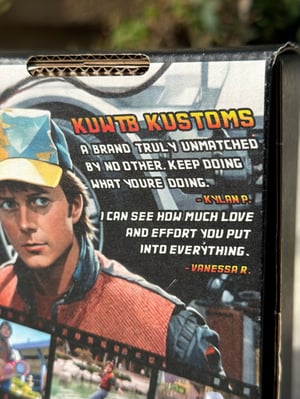 KUWTB KUSTOMS
A BRAND TRULY UNMATCHED
BY NO OTHER. KEEP DOING
WHAT YOURE DOING.
- KYLAN P.
I CAN SEE HOW MUCH LOVE
AND EFFORT YOU PUT
INTO EVERYTHING.
- VANESSA R.